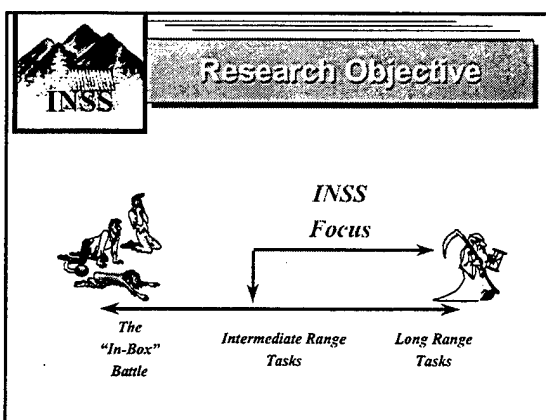 INSS
Research Objective
INSS
Focus
The
"In-Box"
Battle
Intermediate Range
Tasks
Long Range
Tasks